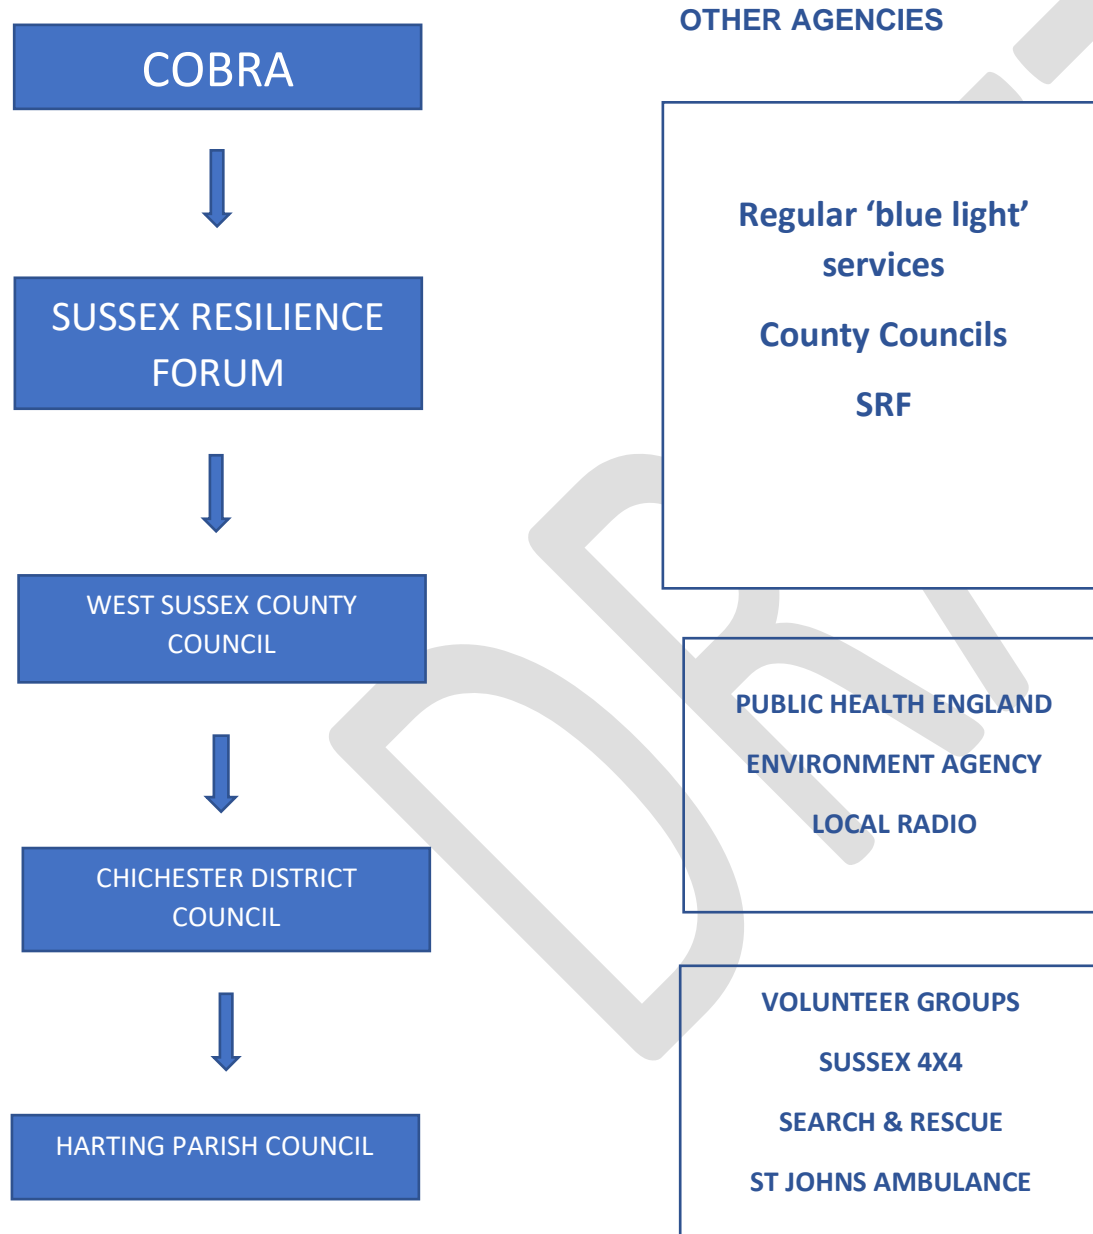 COBRA
SUSSEX RESILIENCE
FORUM
WEST SUSSEX COUNTY
COUNCIL
CHICHESTER DISTRICT
COUNCIL
HARTING PARISH COUNCIL
OTHER AGENCIES
Regular ‘blue light’
services
County Councils
SRF
PUBLIC HEALTH ENGLAND
ENVIRONMENT AGENCY
LOCAL RADIO
VOLUNTEER GROUPS
SUSSEX 4X4
SEARCH & RESCUE
ST JOHNS AMBULANCE